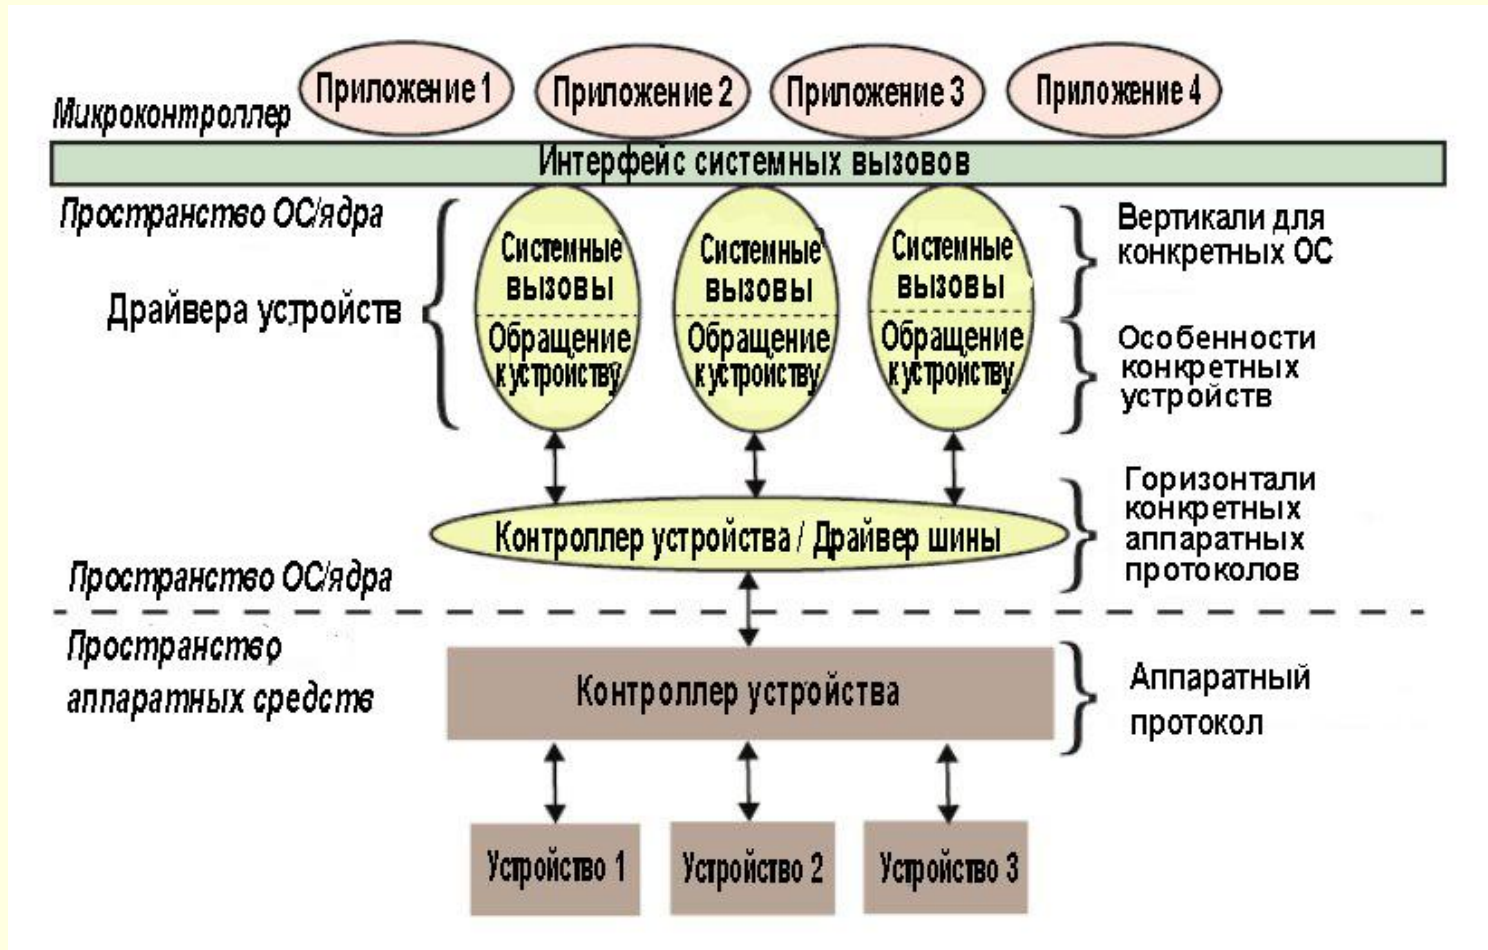 Приложение 1
Приложение 2
Приложение 3
Приложение 4
Микроконтроллер
Интерфейс системных вызовов
Пространство ОС/ядра
Драйвера устройств
Системные
вызовы
Обращение
к устройству
Системные
вызовы
Обращение
к устройству
Системные
вызовы
Обращение
к устройству
Вертикали для
конкретных ОС
Особенности
конкретных
устройств
Контроллер устройства / Драйвер шины
Горизонтали
конкретных
аппаратных
протоколов
Пространство ОС/ядра
Пространство
аппаратных средств
Контроллер устройства
Аппаратный
протокол
Устройство 1
Устройство 2
Устройство 3